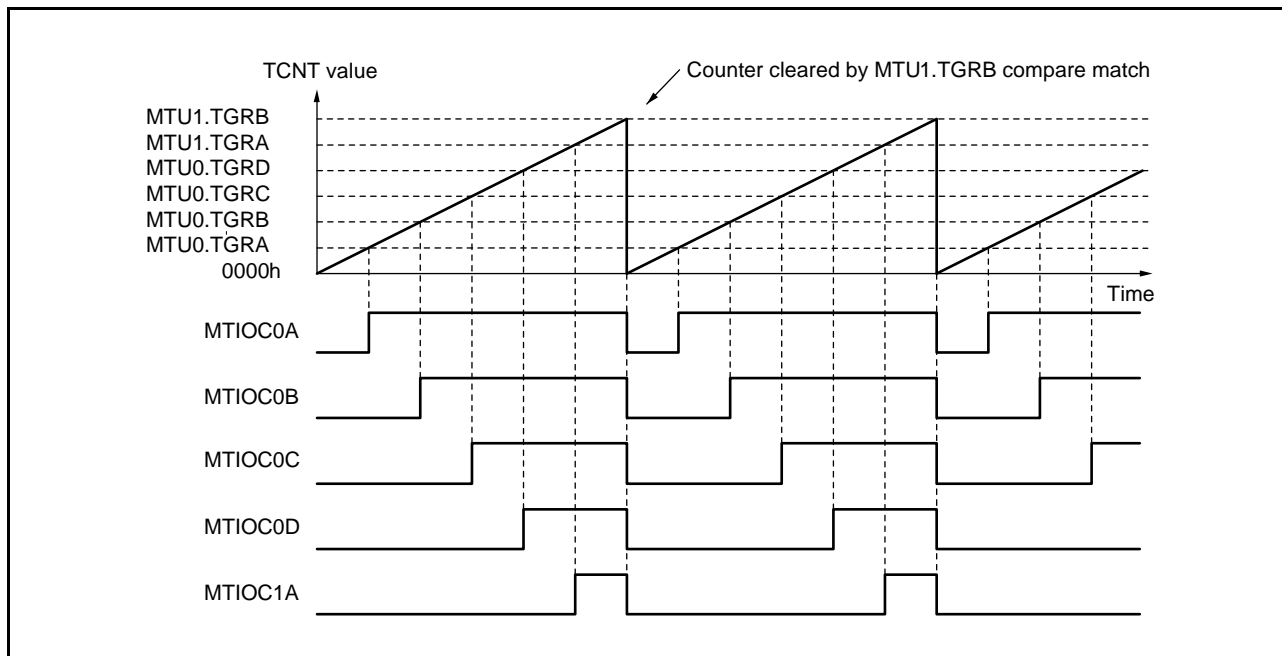 TCNT value
Counter cleared by MTU1.TGRB compare match
MTU1.TGRB
MTU1.TGRA
MTU0.TGRD
MTU0.TGRC
MTU0.TGRB
MTU0.TGRA
0000h
Time
MTIOC0A
MTIOC0B
MTIOC0C
MTIOC0D
MTIOC1A